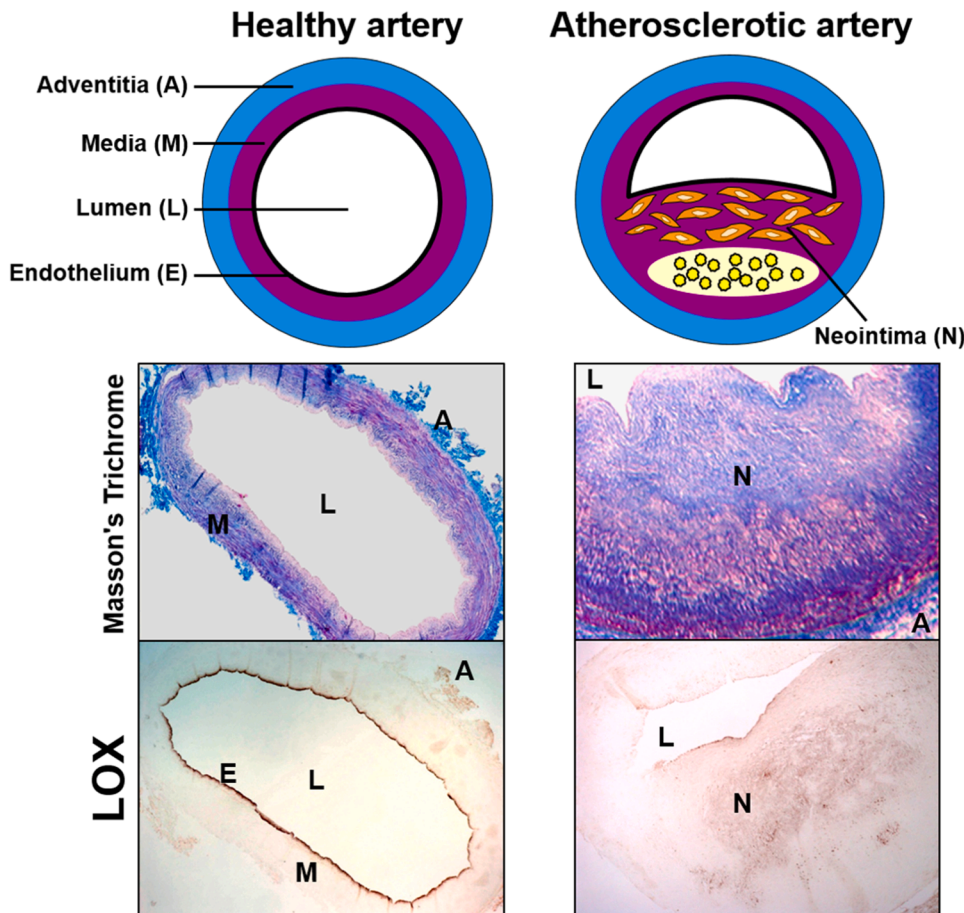 Healthy artery
Atherosclerotic artery
Adventitia (A)
Media (M)
Lumen (L)
Endothelium (E)
Neointima (N)
Masson's Trichrome
A
L
M
L
N
A
LOX
A
E
L
M
L
N